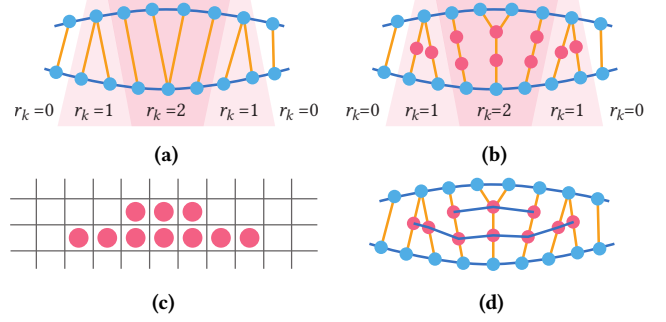 r_k =0 r_k =1 r_k =2 r_k =1 r_k =0
r_k=0 r_k=1 r_k=2 r_k=1 r_k=0
(a)
(b)
(c)
(d)